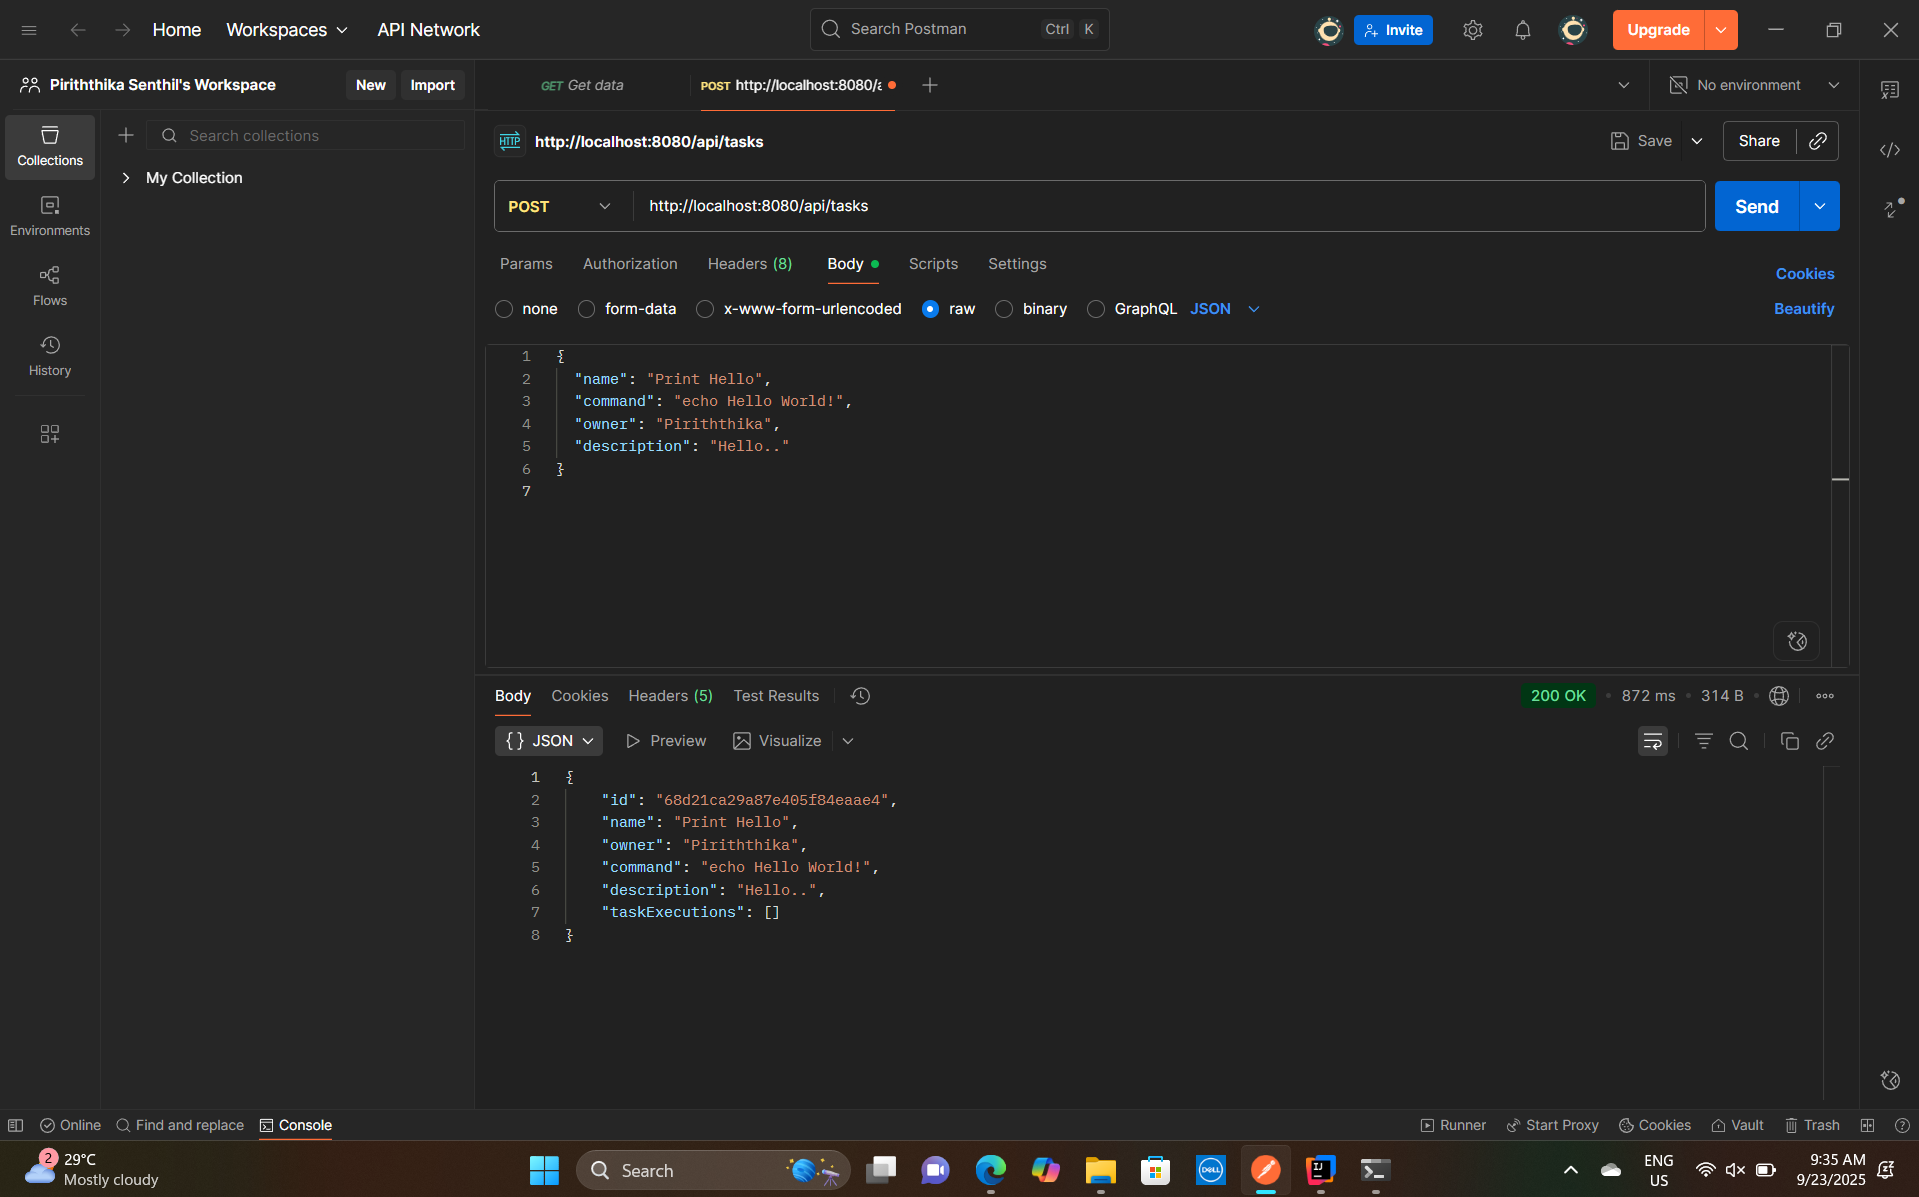 Home Workspaces API Network Search Postman Ctrl K Invite Upgrade
Piriththika Senthil's Workspace New Import GET Get data POST http://localhost:8080/a No environment
Search collections
HTTP http://localhost:8080/api/tasks Save Share
Collections
My Collection
POST http://localhost:8080/api/tasks Send
Environments
Params Authorization Headers (8) Body Scripts Settings Cookies
Flows
none form-data x-www-form-urlencoded raw binary GraphQL JSON Beautify
History
1 {
2 "name": "Print Hello",
3 "command": "echo Hello World!",
4 "owner": "Piriththika",
5 "description": "Hello.."
6 }
7
Body Cookies Headers (5) Test Results 200 OK 872 ms 314 B
{} JSON Preview Visualize
1 {
2 "id": "68d21ca29a87e405f84eaae4",
3 "name": "Print Hello",
4 "owner": "Piriththika",
5 "command": "echo Hello World!",
6 "description": "Hello..",
7 "taskExecutions": []
8 }
Online Find and replace Console Runner Start Proxy Cookies Vault Trash
2 29°C
Mostly cloudy
Search
DELL
IJ
ENG
US
9:35 AM
9/23/2025